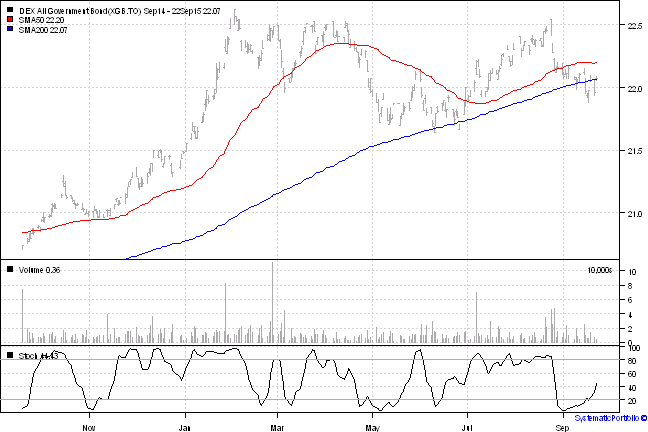 DEX All Government Bond(XGB.TO) Sep14 - 22Sep15 22.07
SMA50 22.20
SMA200 22.07
22.5
22.0
21.5
21.0
Volume 0.36
10,000s
10
8
6
4
2
0
Stoch
100
80
60
40
20
Nov
Jan
Mar
May
Jul
Sep
SystematicPortfolio ©